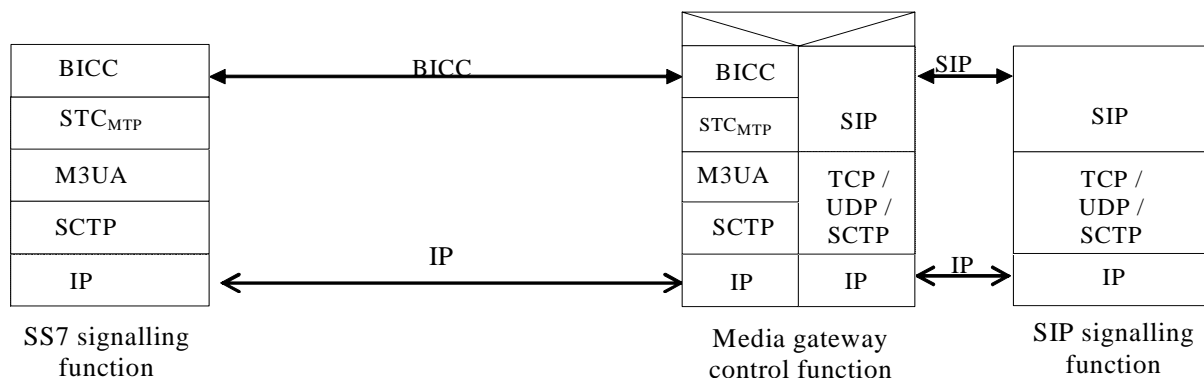 BICC
STCMTP
M3UA
SCTP
IP
SS7 signalling
function
BICC
IP
BICC
STCMTP
M3UA
SCTP
IP
SIP
TCP /
UDP /
SCTP
IP
Media gateway
control function
SIP
IP
SIP
TCP /
UDP /
SCTP
IP
SIP signalling
function